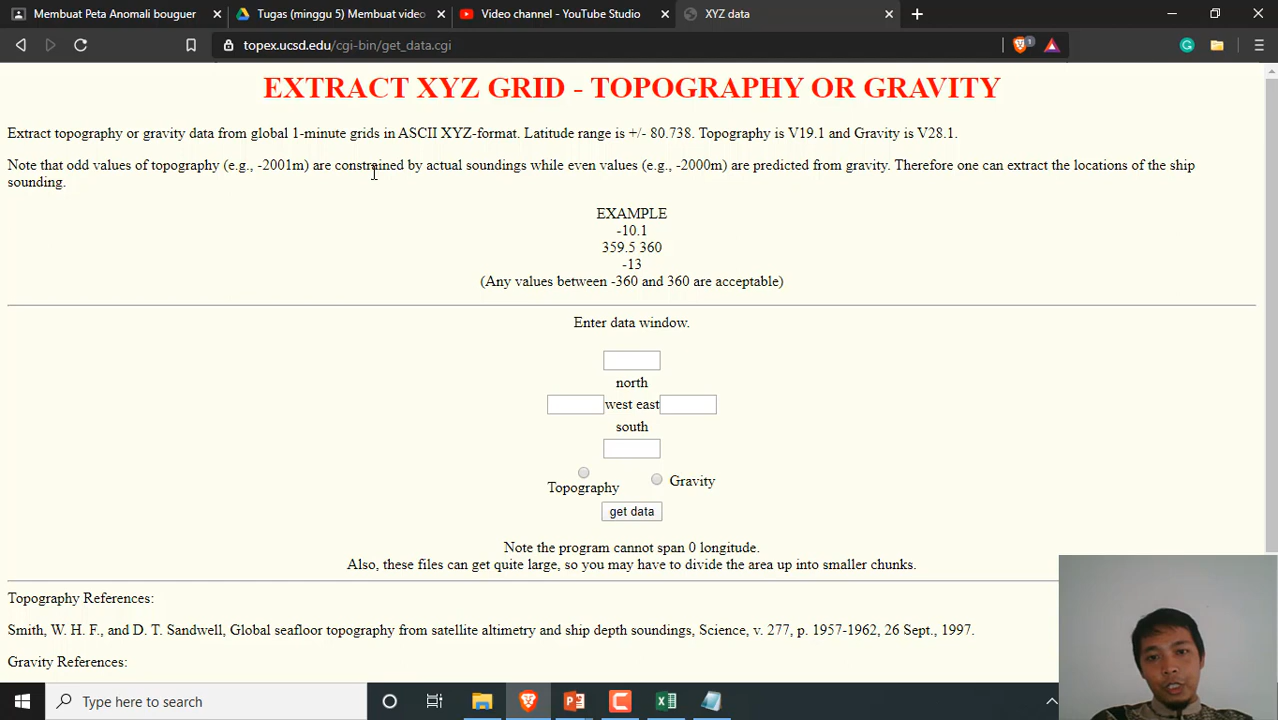 Membuat Peta Anomali bouguer
Tugas (minggu 5) Membuat video
Video channel - YouTube Studio
XYZ data
topex.ucsd.edu/cgi-bin/get_data.cgi
1
EXTRACT XYZ GRID - TOPOGRAPHY OR GRAVITY
Extract topography or gravity data from global 1-minute grids in ASCII XYZ-format. Latitude range is +/- 80.738. Topography is V19.1 and Gravity is V28.1.
Note that odd values of topography (e.g., -2001m) are constrained by actual soundings while even values (e.g., -2000m) are predicted from gravity. Therefore one can extract the locations of the ship
sounding.
EXAMPLE
-10.1
359.5 360
-13
(Any values between -360 and 360 are acceptable)
Enter data window.
north
west east
south
Topography
Gravity
get data
Note the program cannot span 0 longitude.
Also, these files can get quite large, so you may have to divide the area up into smaller chunks.
Topography References:
Smith, W. H. F., and D. T. Sandwell, Global seafloor topography from satellite altimetry and ship depth soundings, Science, v. 277, p. 1957-1962, 26 Sept., 1997.
Gravity References:
Type here to search